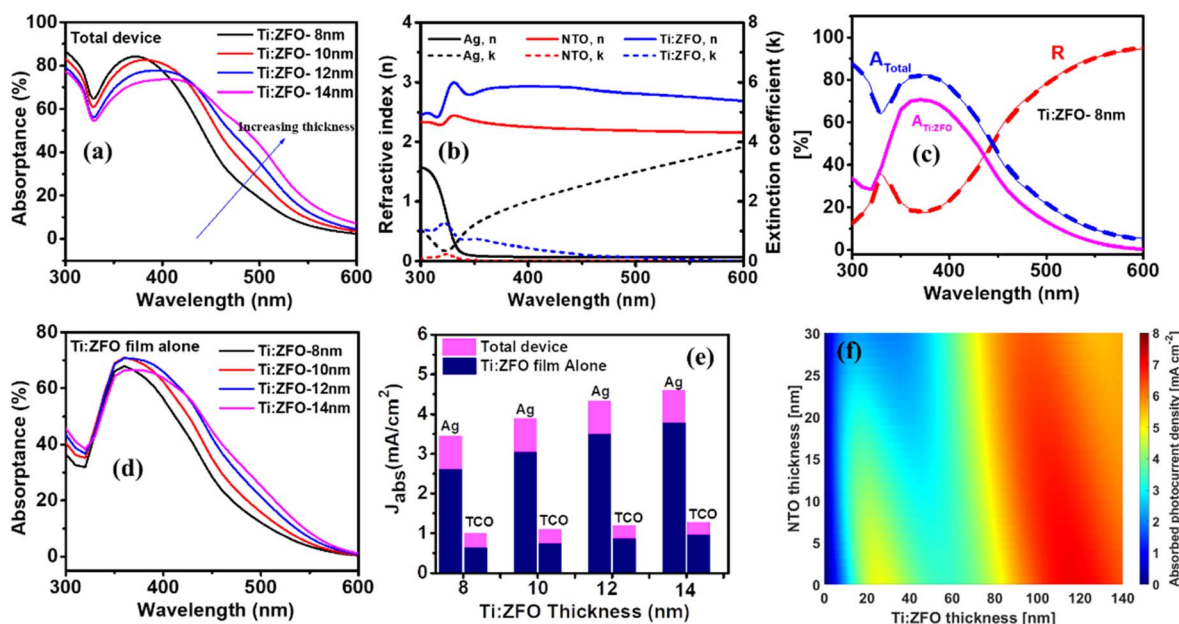 Total device
Ti:ZFO- 8nm
Ti:ZFO- 10nm
Ti:ZFO- 12nm
Ti:ZFO- 14nm
Increasing thickness
(a)
Absorptance (%)
100
80
60
40
20
0
300 400 500 600
Wavelength (nm)
Ag, n NTO, n Ti:ZFO, n
Ag, k NTO, k Ti:ZFO, k
(b)
Refractive index (n)
4
3
2
1
0
Extinction coefficient (k)
8
6
4
2
0
300 400 500 600
Wavelength (nm)
A_Total
R
A_Ti:ZFO
Ti:ZFO- 8nm
(c)
[%]
100
80
60
40
20
0
300 400 500 600
Wavelength (nm)
Ti:ZFO film alone
Ti:ZFO-8nm
Ti:ZFO-10nm
Ti:ZFO-12nm
Ti:ZFO-14nm
(d)
Absorptance (%)
80
60
40
20
0
300 400 500 600
Wavelength (nm)
Total device
Ti:ZFO film Alone
(e)
Ag Ag Ag Ag
TCO TCO TCO TCO
J_abs(mA/cm²)
6
5
4
3
2
1
0
8 10 12 14
Ti:ZFO Thickness (nm)
(f)
NTO thickness [nm]
30
25
20
15
10
5
0
0 20 40 60 80 100 120 140
Ti:ZFO thickness [nm]
8
7
6
5
4
3
2
1
0
Absorbed photocurrent density [mA cm⁻²]